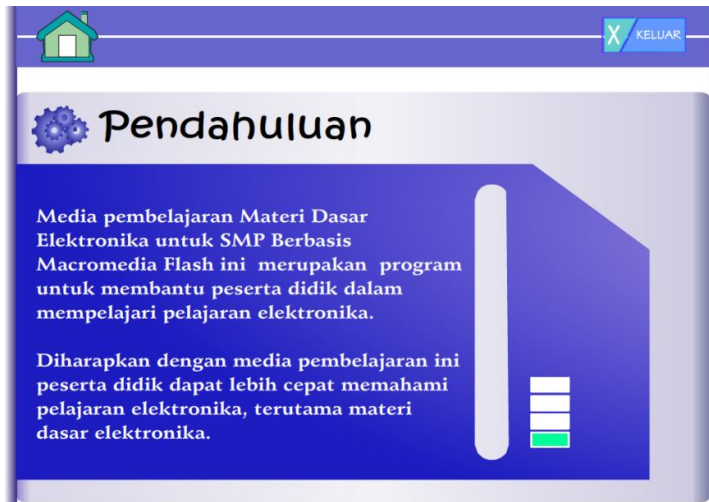 X KELUAR
Pendahuluan
Media pembelajaran Materi Dasar
Elektronika untuk SMP Berbasis
Macromedia Flash ini merupakan program
untuk membantu peserta didik dalam
mempelajari pelajaran elektronika.
Diharapkan dengan media pembelajaran ini
peserta didik dapat lebih cepat memahami
pelajaran elektronika, terutama materi
dasar elektronika.